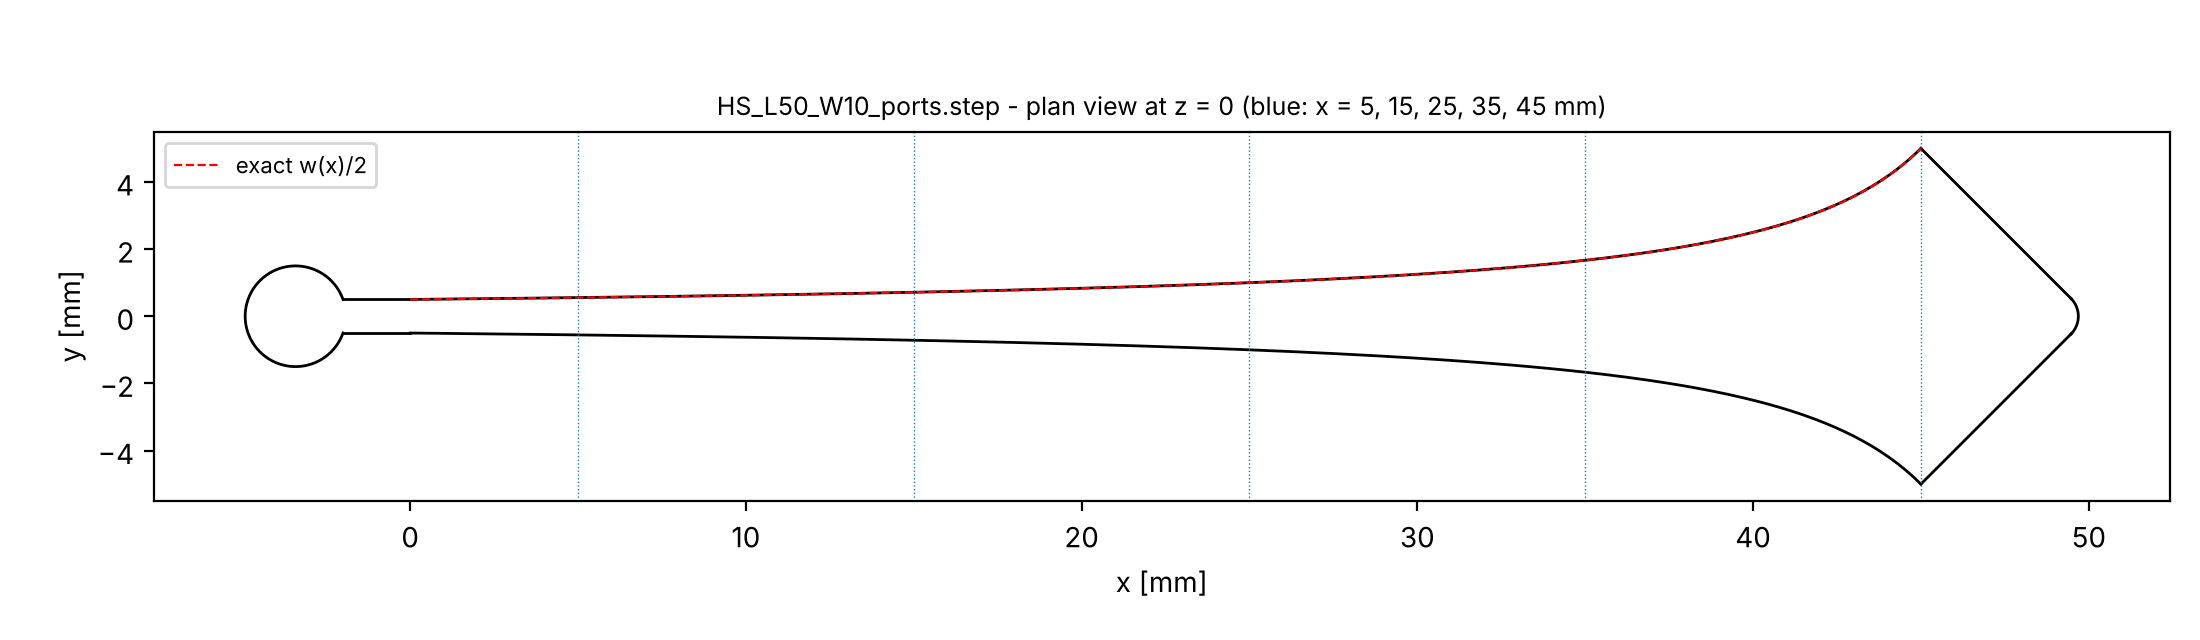 HS_L50_W10_ports.step - plan view at z = 0 (blue: x = 5, 15, 25, 35, 45 mm)
exact w(x)/2
4
2
0
−2
−4
y [mm]
0 10 20 30 40 50
x [mm]